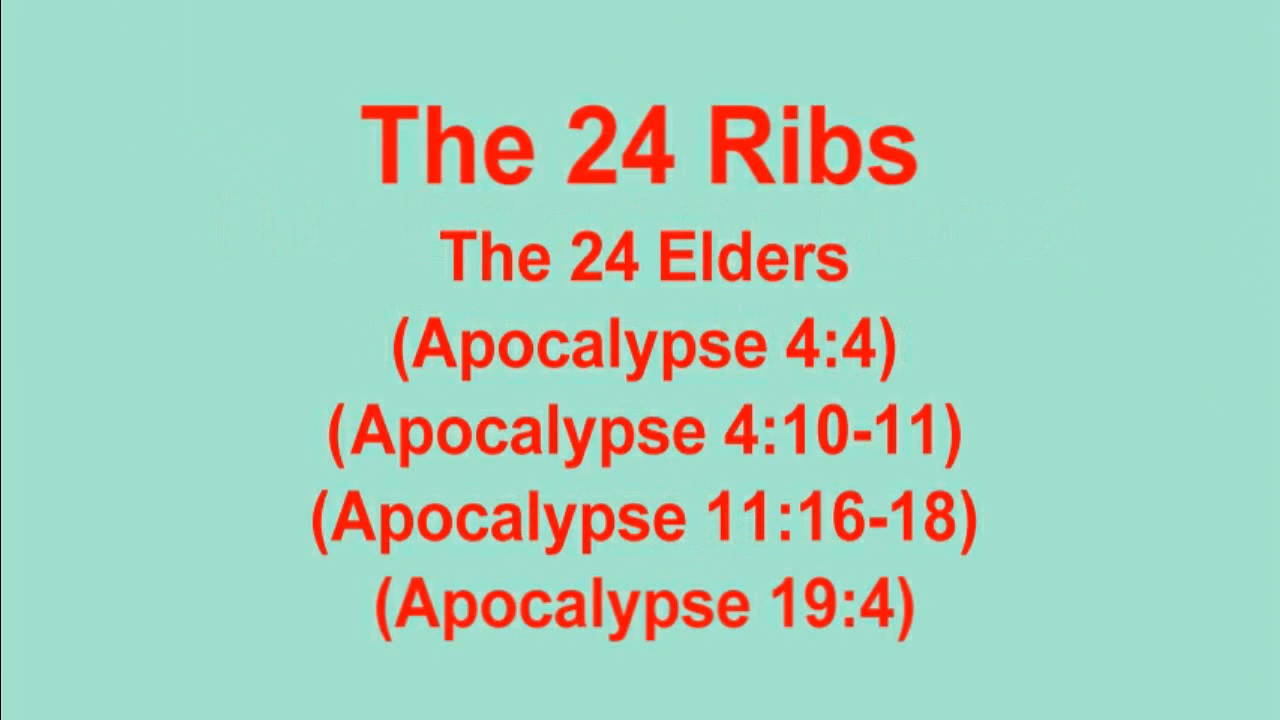 The 24 Ribs
The 24 Elders
(Apocalypse 4:4)
(Apocalypse 4:10-11)
(Apocalypse 11:16-18)
(Apocalypse 19:4)